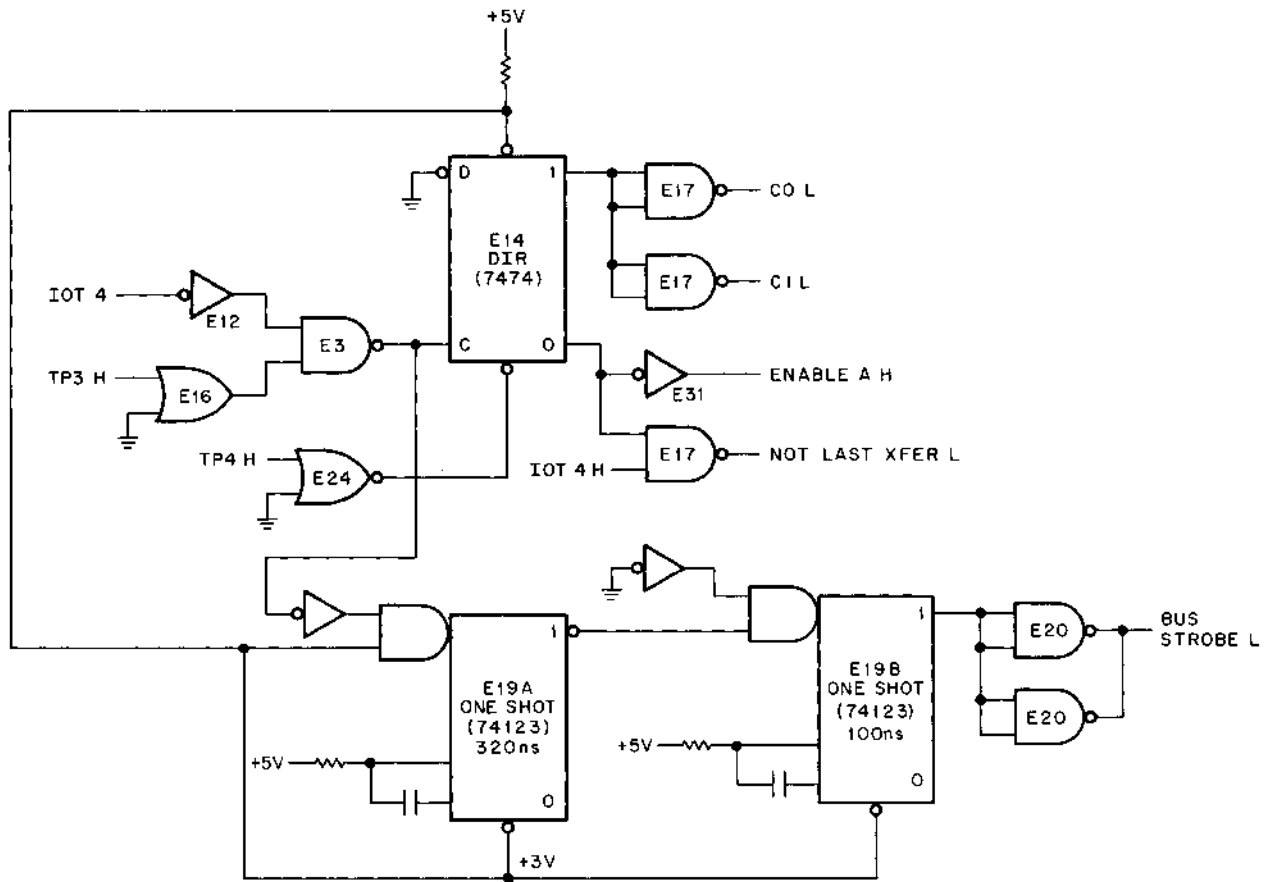 +5V
D 1
E17
CO L
E14
DIR
(7474)
E17
C1 L
IOT 4
E12
E3
C 0
ENABLE A H
E31
TP3 H
E16
E17
NOT LAST XFER L
IOT 4 H
TP4 H
E24
1
1
E20
BUS
STROBE L
E19A
ONE SHOT
(74123)
320ns
E19B
ONE SHOT
(74123)
100ns
E20
+5V
+5V
0
0
+3V